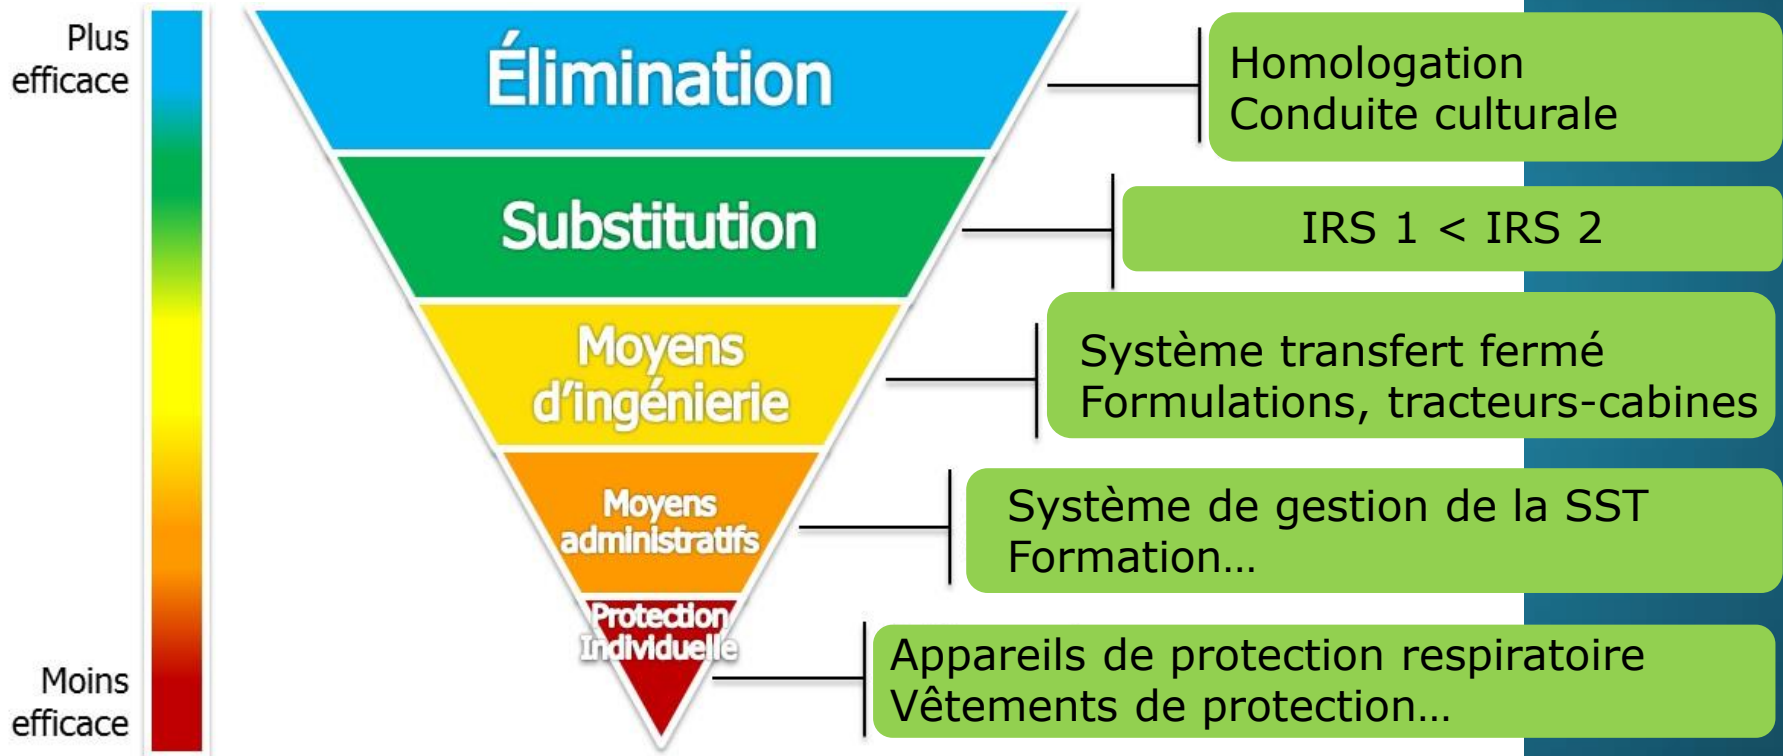 Plus
efficace
Élimination
Homologation
Conduite culturale
Substitution
IRS 1 < IRS 2
Moyens
d'ingénierie
Système transfert fermé
Formulations, tracteurs-cabines
Moyens
administratifs
Système de gestion de la SST
Formation…
Protection
Individuelle
Appareils de protection respiratoire
Vêtements de protection…
Moins
efficace